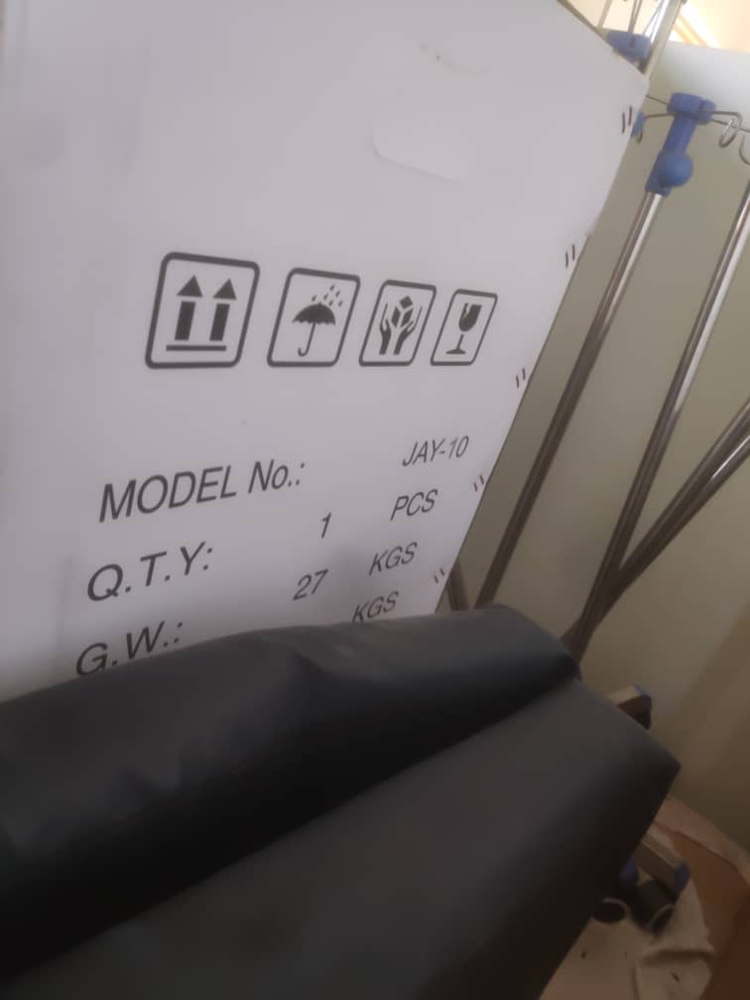 MODEL No.: JAY-10
Q.T.Y: 1 PCS
G.W.: 27 KGS
KGS